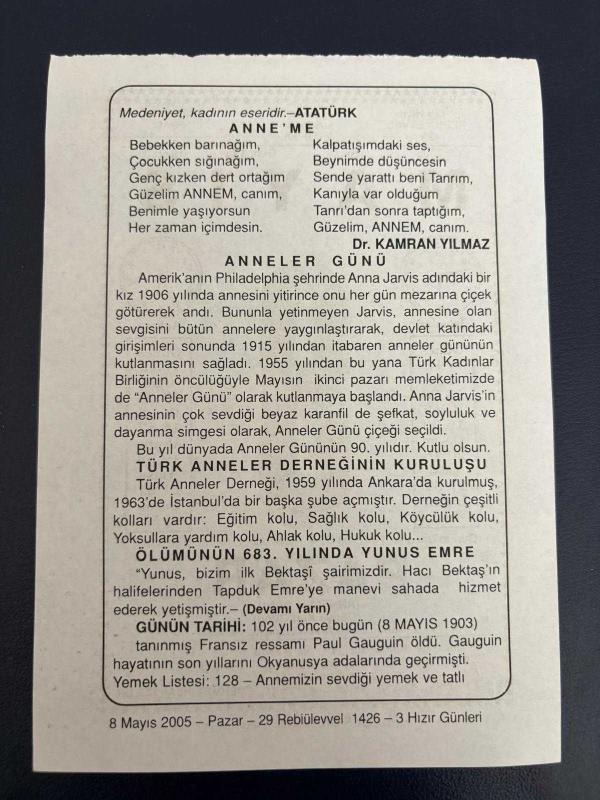 Medeniyet, kadının eseridir.–ATATÜRK
ANNE'ME
Bebekken barınağım,
Çocukken sığınağım,
Genç kızken dert ortağım
Güzelim ANNEM, canım,
Benimle yaşıyorsun
Her zaman içimdesin.
Kalpatışımdaki ses,
Beynimde düşüncesin
Sende yarattı beni Tanrım,
Kanıyla var olduğum
Tanrı'dan sonra taptığım,
Güzelim, ANNEM, canım.
Dr. KAMRAN YILMAZ
ANNELER GÜNÜ
Amerik'anın Philadelphia şehrinde Anna Jarvis adındaki bir
kız 1906 yılında annesini yitirince onu her gün mezarına çiçek
götürerek andı. Bununla yetinmeyen Jarvis, annesine olan
sevgisini bütün annelere yaygınlaştırarak, devlet katındaki
girişimleri sonunda 1915 yılından itabaren anneler gününün
kutlanmasını sağladı. 1955 yılından bu yana Türk Kadınlar
Birliğinin öncülüğüyle Mayısın ikinci pazarı memleketimizde
de “Anneler Günü” olarak kutlanmaya başlandı. Anna Jarvis'in
annesinin çok sevdiği beyaz karanfil de şefkat, soyluluk ve
dayanma simgesi olarak, Anneler Günü çiçeği seçildi.
Bu yıl dünyada Anneler Gününün 90. yılıdır. Kutlu olsun.
TÜRK ANNELER DERNEĞİNİN KURULUŞU
Türk Anneler Derneği, 1959 yılında Ankara'da kurulmuş,
1963'de İstanbul'da bir başka şube açmıştır. Derneğin çeşitli
kolları vardır: Eğitim kolu, Sağlık kolu, Köycülük kolu,
Yoksullara yardım kolu, Ahlak kolu, Hukuk kolu...
ÖLÜMÜNÜN 683. YILINDA YUNUS EMRE
“Yunus, bizim ilk Bektaşî şairimizdir. Hacı Bektaş'ın
halifelerinden Tapduk Emre'ye manevi sahada hizmet
ederek yetişmiştir.– (Devamı Yarın)
GÜNÜN TARİHİ: 102 yıl önce bugün (8 MAYIS 1903)
tanınmış Fransız ressamı Paul Gauguin öldü. Gauguin
hayatının son yıllarını Okyanusya adalarında geçirmişti.
Yemek Listesi: 128 – Annemizin sevdiği yemek ve tatlı
8 Mayıs 2005 – Pazar – 29 Rebiülevvel 1426 – 3 Hızır Günleri